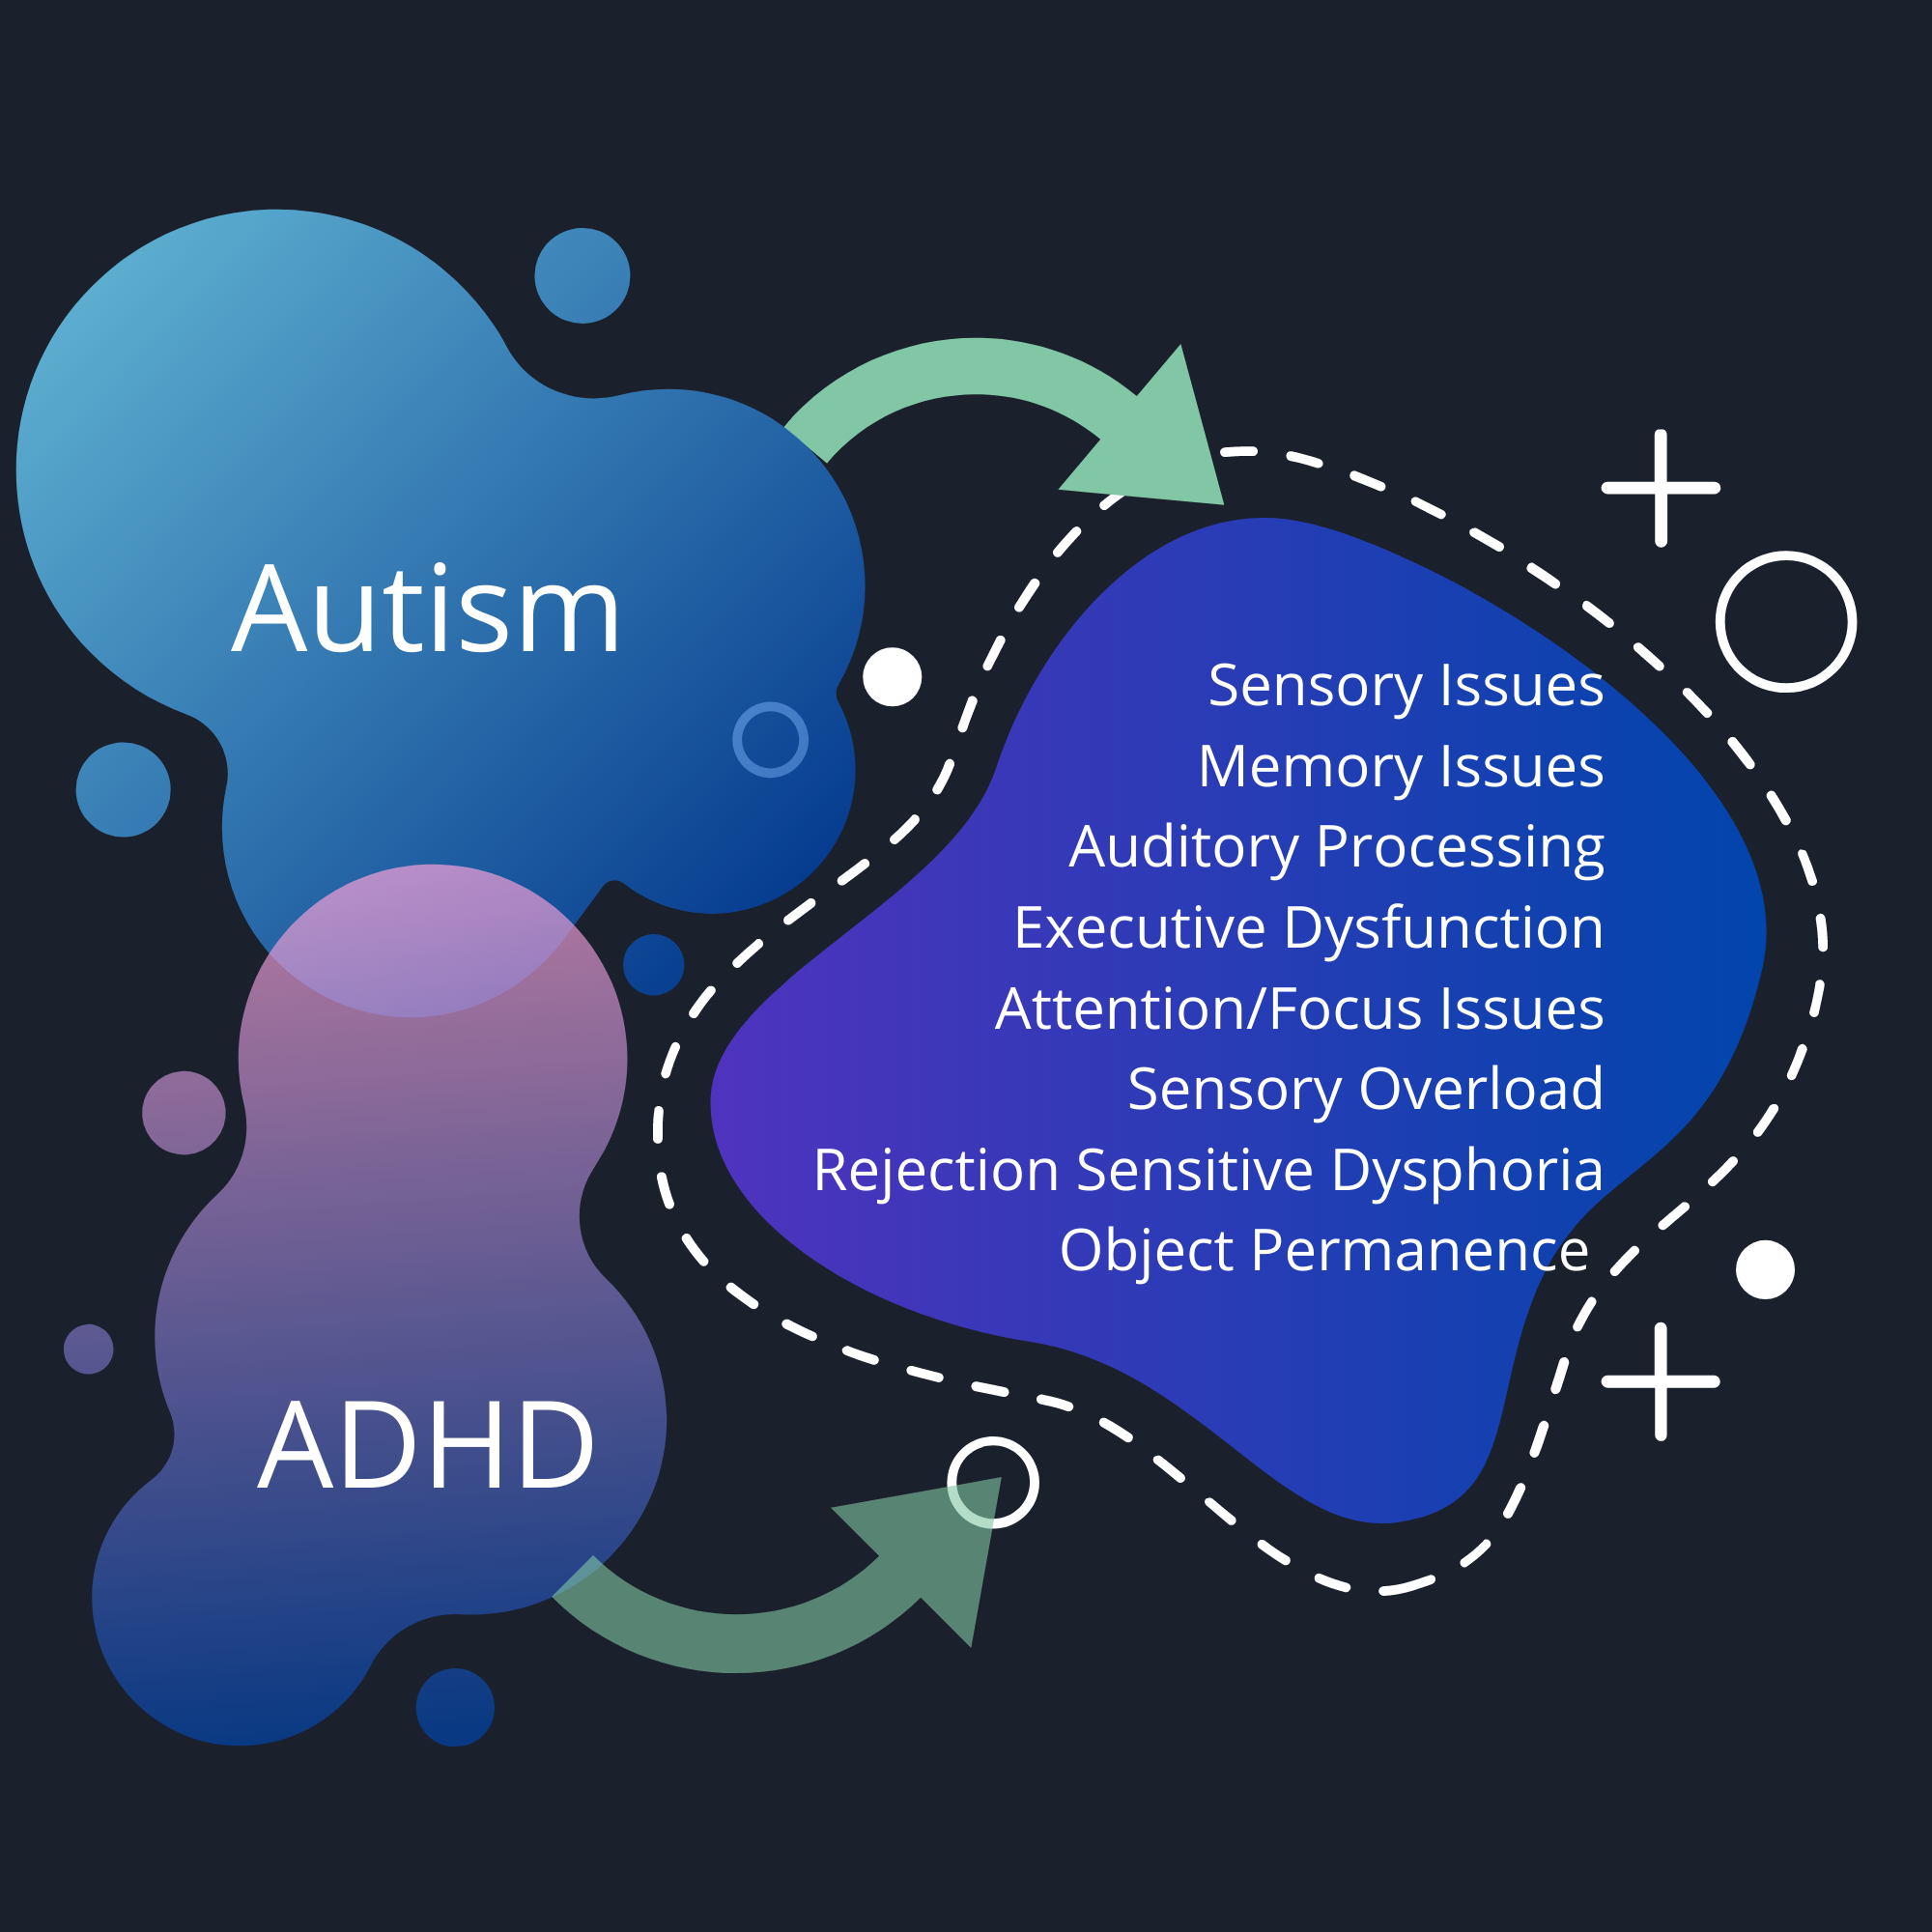 Autism
ADHD
Sensory Issues
Memory Issues
Auditory Processing
Executive Dysfunction
Attention/Focus Issues
Sensory Overload
Rejection Sensitive Dysphoria
Object Permanence